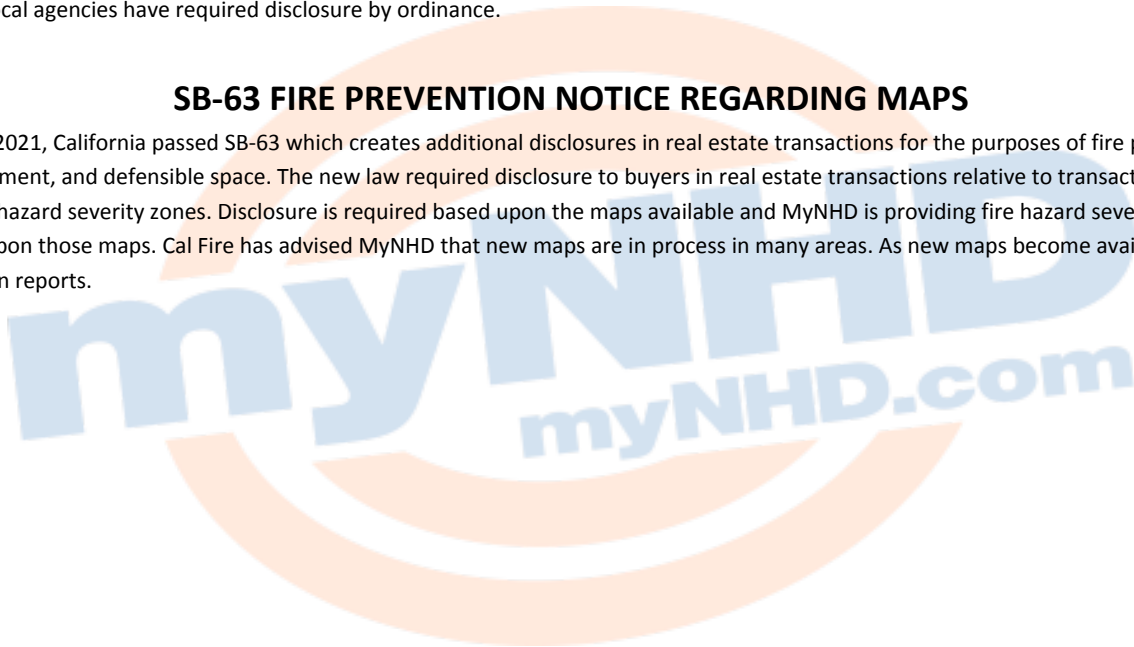 cal agencies have required disclosure by ordinance.
SB-63 FIRE PREVENTION NOTICE REGARDING MAPS
2021, California passed SB-63 which creates additional disclosures in real estate transactions for the purposes of fire p
ment, and defensible space. The new law required disclosure to buyers in real estate transactions relative to transact
hazard severity zones. Disclosure is required based upon the maps available and MyNHD is providing fire hazard seve
pon those maps. Cal Fire has advised MyNHD that new maps are in process in many areas. As new maps become avai
n reports.
myNHD
myNHD.com